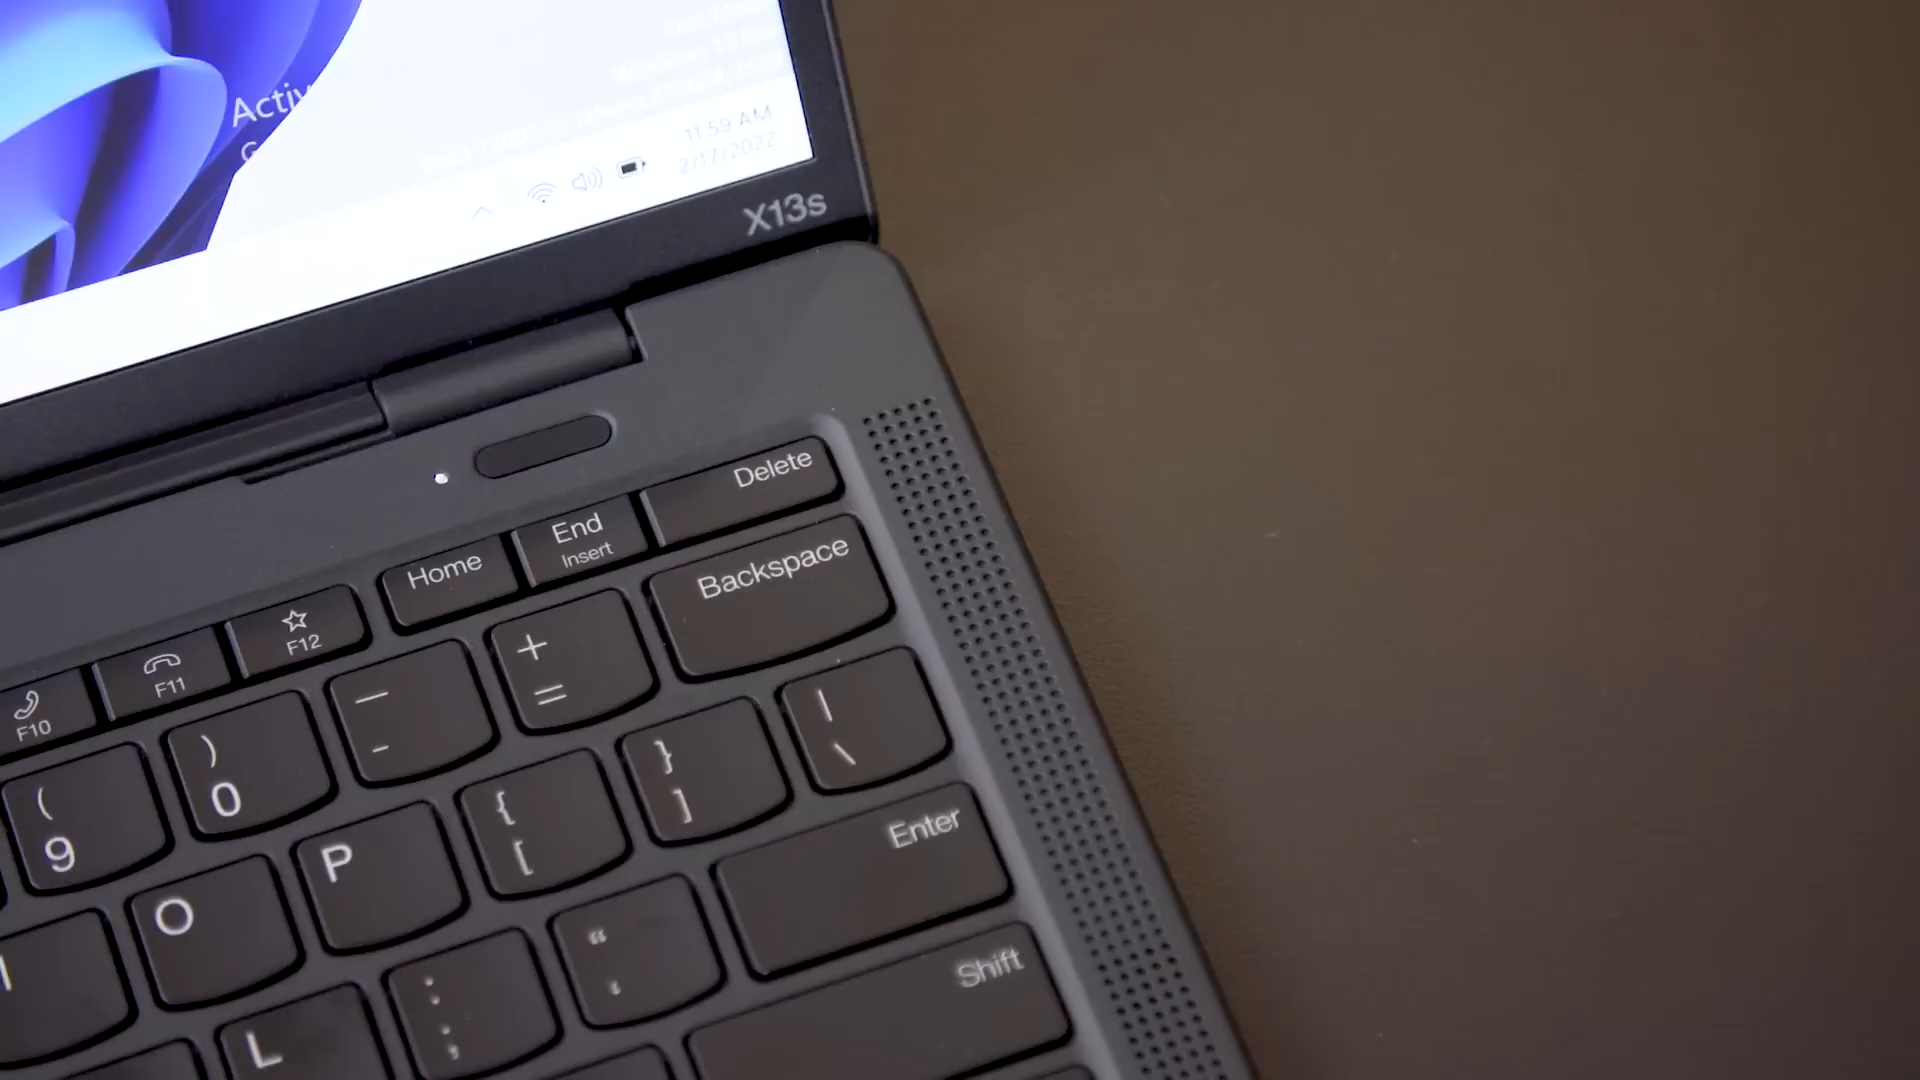 Activ
G
11:59 AM
2/17/2022
X13s
Delete
End
Insert
Home
Backspace
F12
F11
F10
+
=
_
-
)
0
(
9
|
\
}
]
{
[
P
O
Enter
Shift
"
'
:
;
L